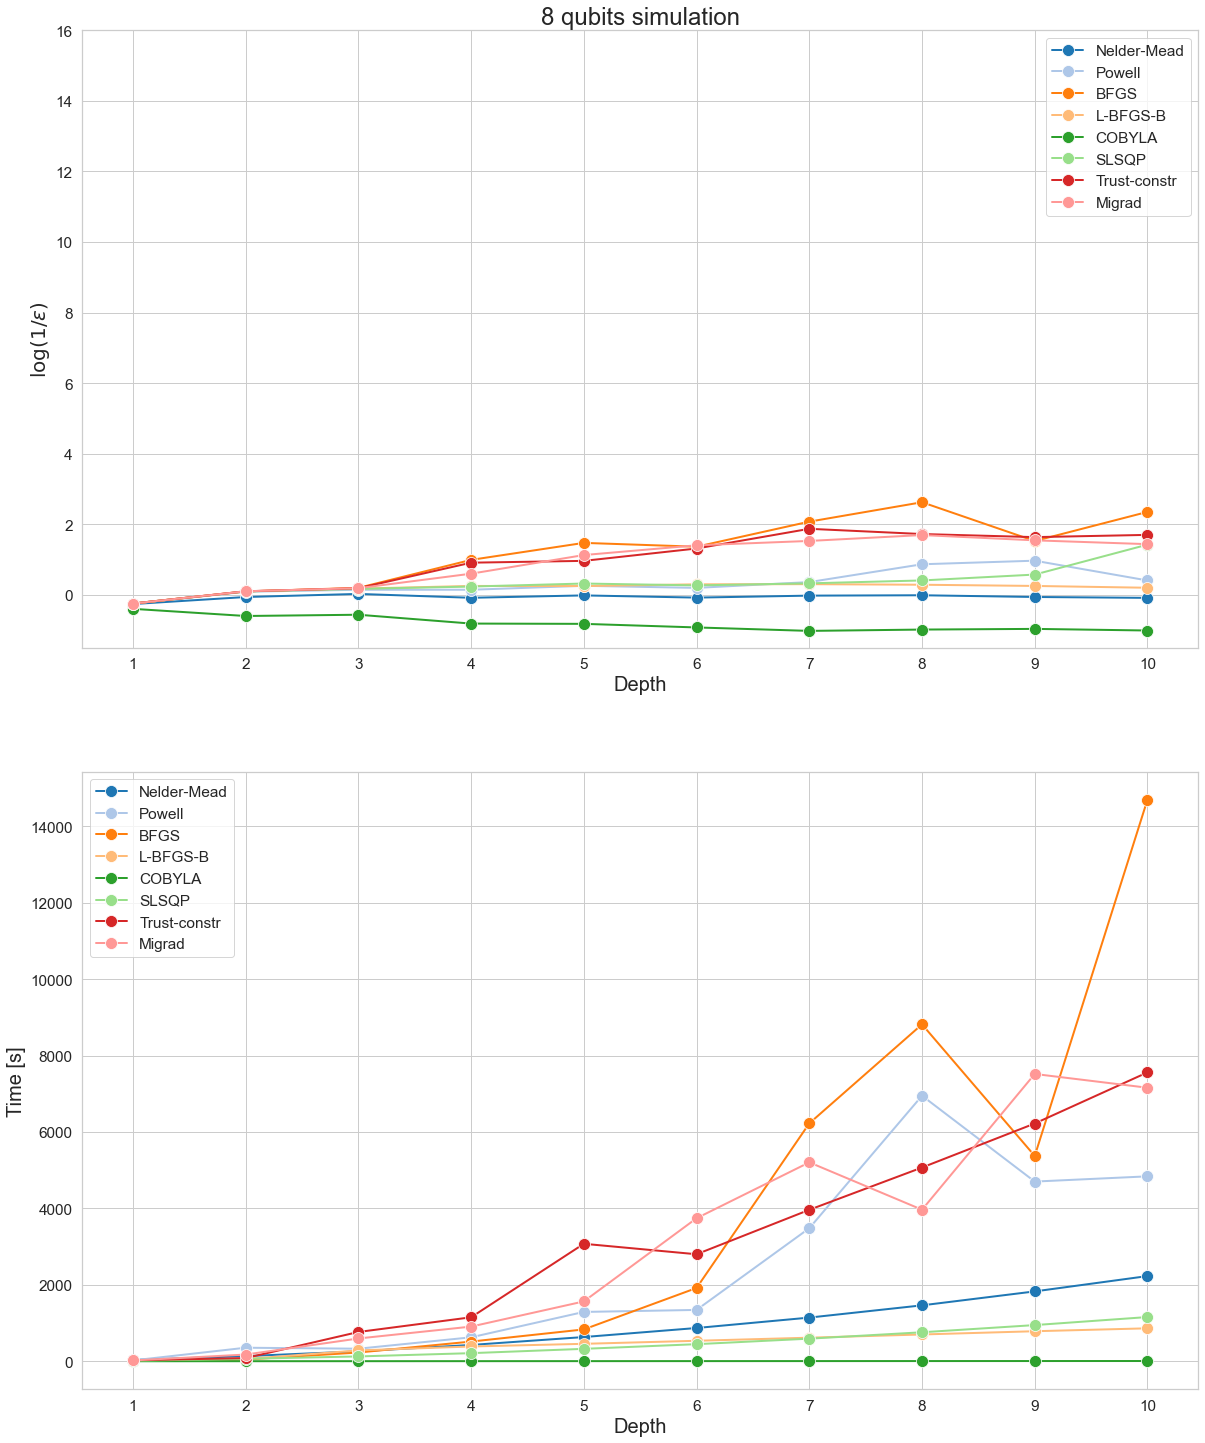 8 qubits simulation
16
14
12
10
8
6
4
2
0
log(1/ε)
Nelder-Mead
Powell
BFGS
L-BFGS-B
COBYLA
SLSQP
Trust-constr
Migrad
1 2 3 4 5 6 7 8 9 10
Depth
Nelder-Mead
Powell
BFGS
L-BFGS-B
COBYLA
SLSQP
Trust-constr
Migrad
14000
12000
10000
8000
6000
4000
2000
0
Time [s]
1 2 3 4 5 6 7 8 9 10
Depth